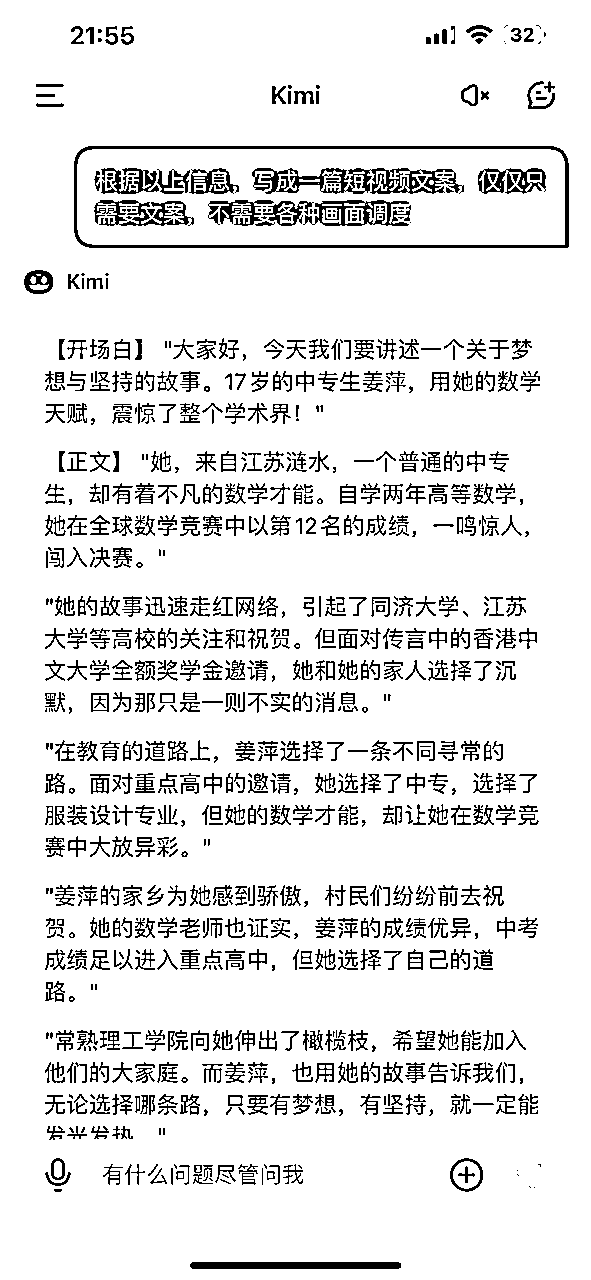 21:55
32
Kimi
根据以上信息，写成一篇短视频文案，仅仅只
需要文案，不需要各种画面调度
Kimi
【开场白】 "大家好，今天我们要讲述一个关于梦
想与坚持的故事。17岁的中专生姜萍，用她的数学
天赋，震惊了整个学术界！"
【正文】 "她，来自江苏涟水，一个普通的中专
生，却有着不凡的数学才能。自学两年高等数学，
她在全球数学竞赛中以第12名的成绩，一鸣惊人，
闯入决赛。"
"她的故事迅速走红网络，引起了同济大学、江苏
大学等高校的关注和祝贺。但面对传言中的香港中
文大学全额奖学金邀请，她和她的家人选择了沉
默，因为那只是一则不实的消息。"
"在教育的道路上，姜萍选择了一条不同寻常的
路。面对重点高中的邀请，她选择了中专，选择了
服装设计专业，但她的数学才能，却让她在数学竞
赛中大放异彩。"
"姜萍的家乡为她感到骄傲，村民们纷纷前去祝
贺。她的数学老师也证实，姜萍的成绩优异，中考
成绩足以进入重点高中，但她选择了自己的道
路。"
"常熟理工学院向她伸出了橄榄枝，希望她能加入
他们的大家庭。而姜萍，也用她的故事告诉我们，
无论选择哪条路，只要有梦想，有坚持，就一定能
发光发热。"
有什么问题尽管问我